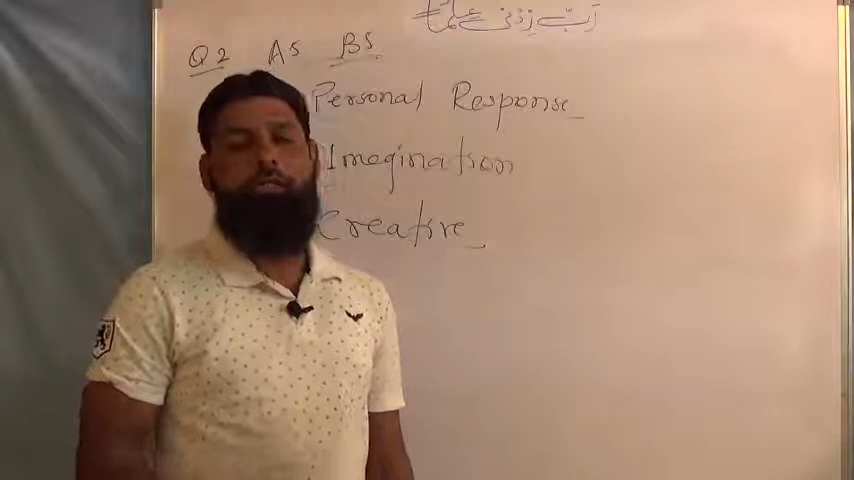 رَبِّ زِدْنِی عِلْمًا
Q2 As Bs
Personal Response
Imagination
Creative